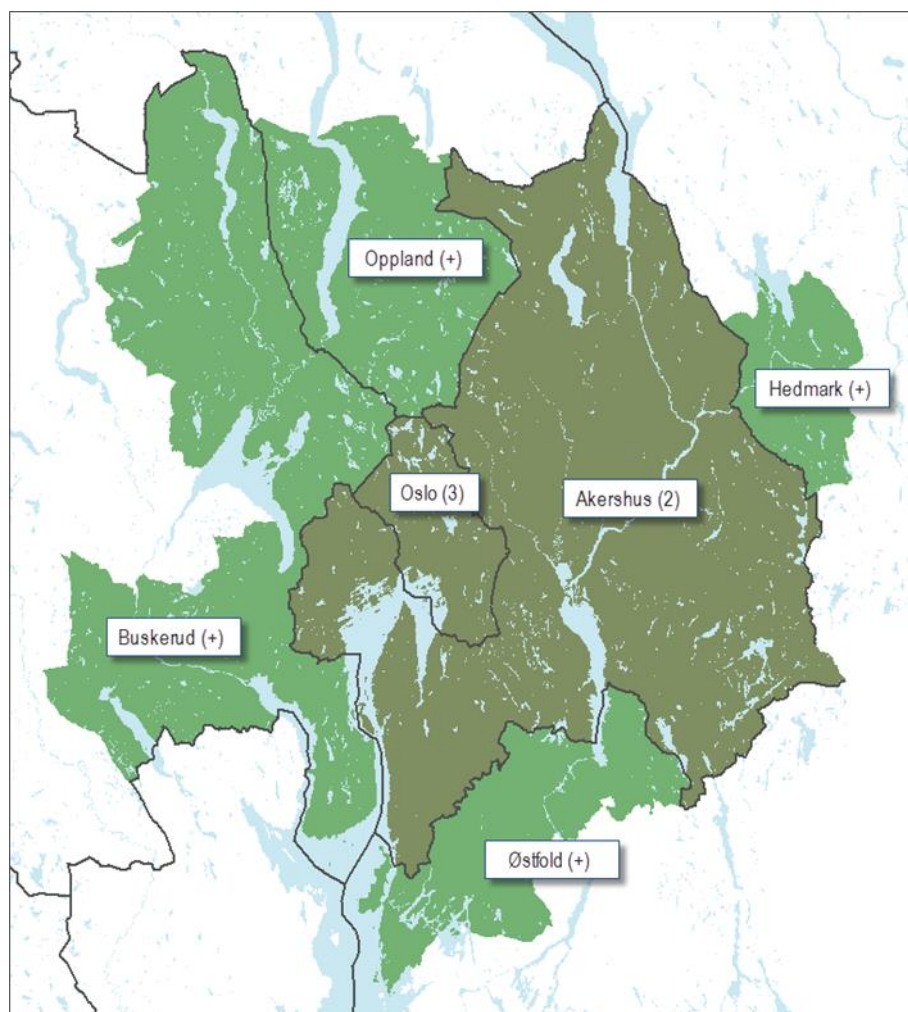 Oppland (+)
Hedmark (+)
Oslo (3)
Akershus (2)
Buskerud (+)
Østfold (+)